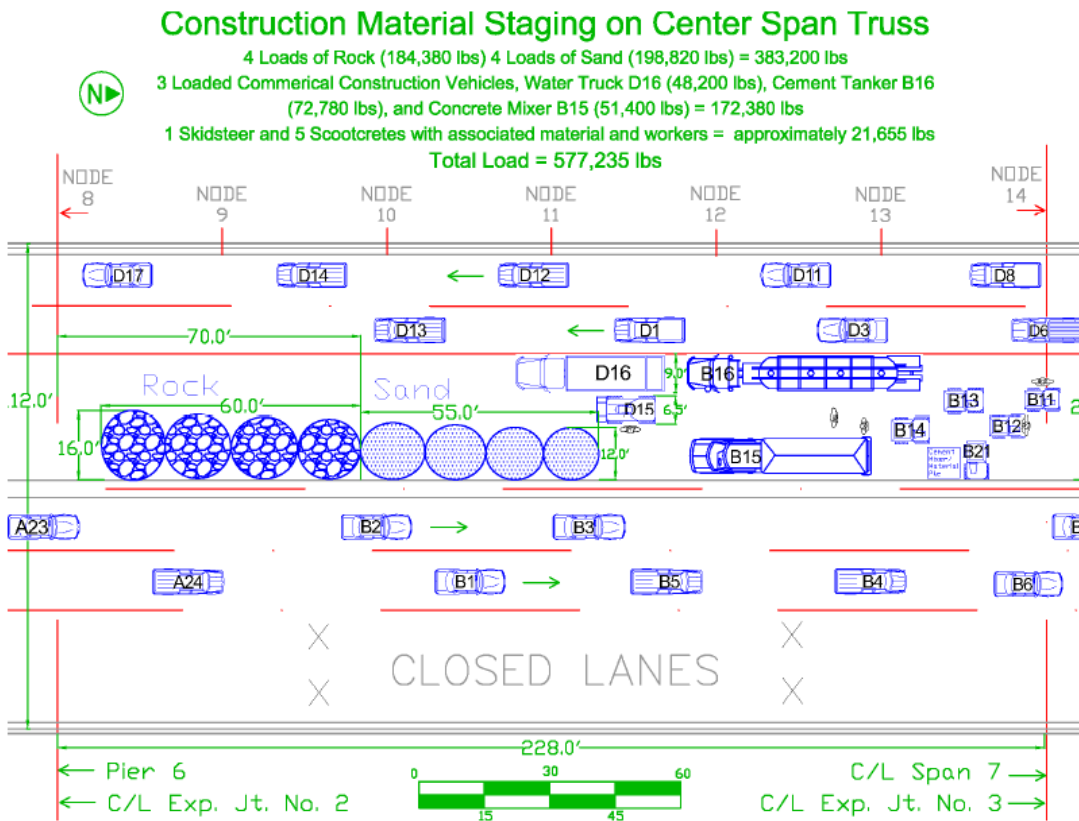 Construction Material Staging on Center Span Truss
4 Loads of Rock (184,380 lbs) 4 Loads of Sand (198,820 lbs) = 383,200 lbs
3 Loaded Commerical Construction Vehicles, Water Truck D16 (48,200 lbs), Cement Tanker B16
(72,780 lbs), and Concrete Mixer B15 (51,400 lbs) = 172,380 lbs
1 Skidsteer and 5 Scootcretes with associated material and workers = approximately 21,655 lbs
Total Load = 577,235 lbs
N
NODE 8
NODE 9
NODE 10
NODE 11
NODE 12
NODE 13
NODE 14
D17 D14 D12 D11 D8
D13 D1 D3 D6
70.0'
.12.0'
Rock
Sand
D16
9.0'
B16
60.0'
55.0'
D15
6.5'
B13
B11
2
16.0'
12.0'
B14
B12
B15
B21
Cement
Mixer/
Material
Pile
A23 B2 B3 B
A24 B1 B5 B4 B6
X X
CLOSED LANES
X X
228.0'
Pier 6
C/L Exp. Jt. No. 2
0 30 60
15 45
C/L Span 7
C/L Exp. Jt. No. 3